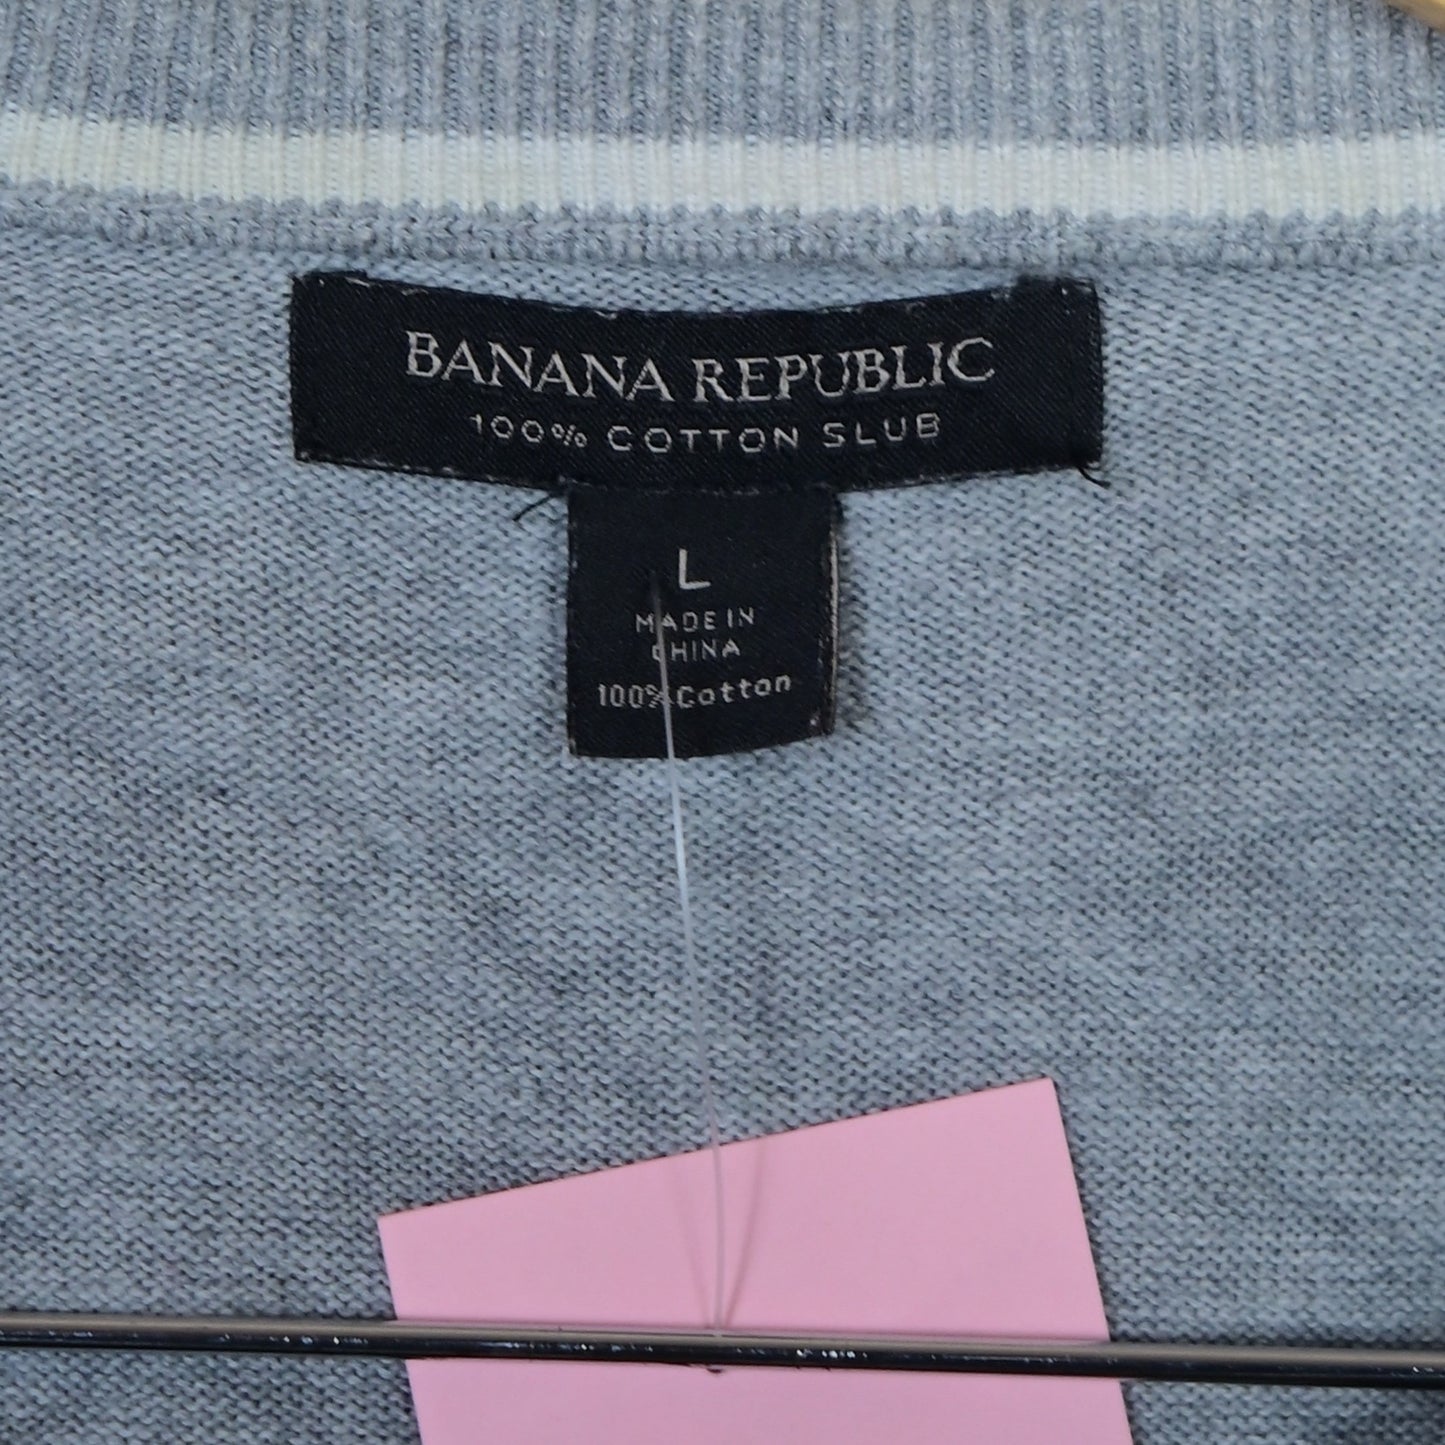 BANANA REPUBLIC
100% COTTON SLUB
L
MADE IN
CHINA
100% Cotton